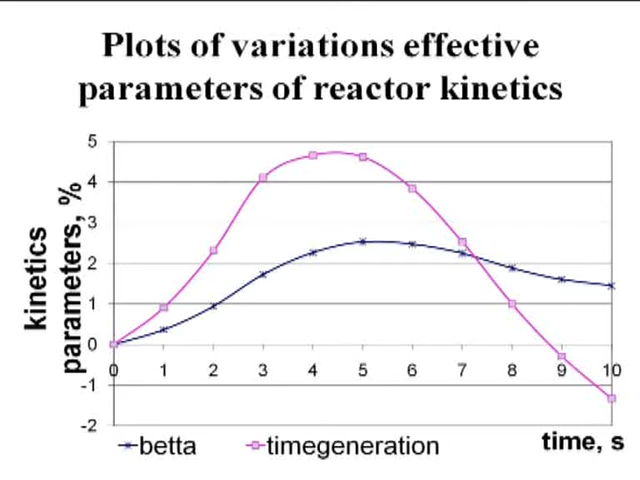 Plots of variations effective
parameters of reactor kinetics
kinetics
parameters, %
5
4
3
2
1
0
-1
-2
0 1 2 3 4 5 6 7 8 9 10
betta timegeneration
time, s